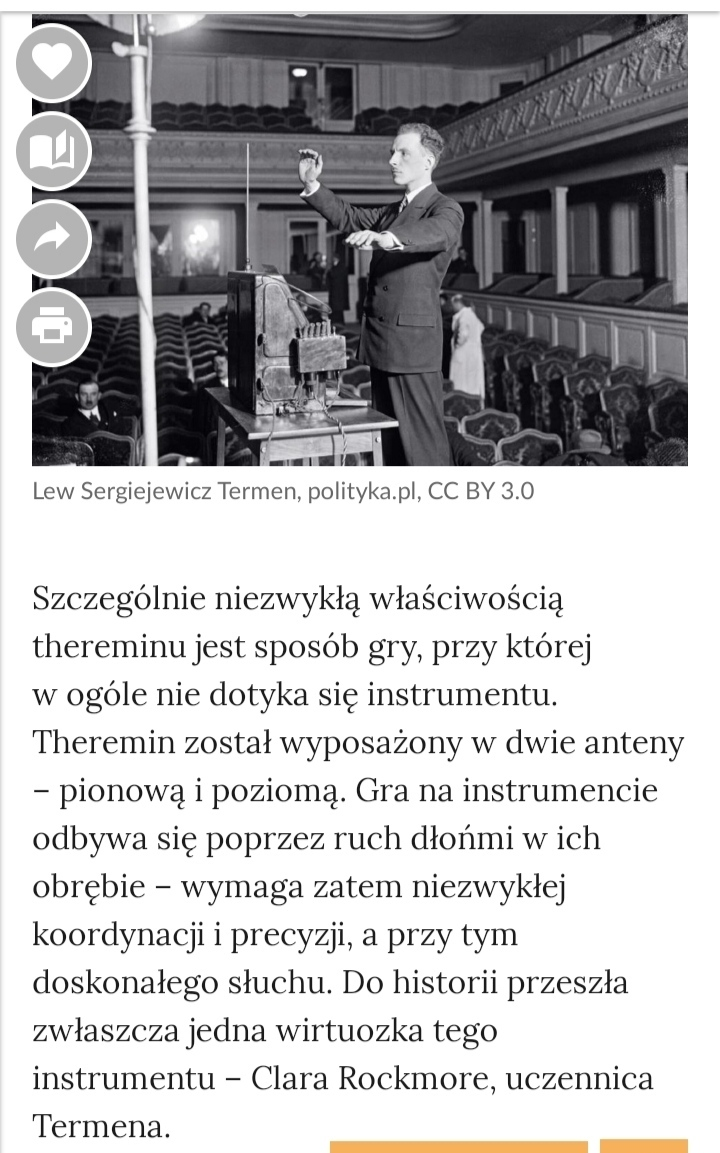 Lew Sergiejewicz Termen, polityka.pl, CC BY 3.0
Szczególnie niezwykłą właściwością
thereminu jest sposób gry, przy której
w ogóle nie dotyka się instrumentu.
Theremin został wyposażony w dwie anteny
– pionową i poziomą. Gra na instrumencie
odbywa się poprzez ruch dłońmi w ich
obrębie – wymaga zatem niezwykłej
koordynacji i precyzji, a przy tym
doskonałego słuchu. Do historii przeszła
zwłaszcza jedna wirtuozka tego
instrumentu – Clara Rockmore, uczennica
Termena.